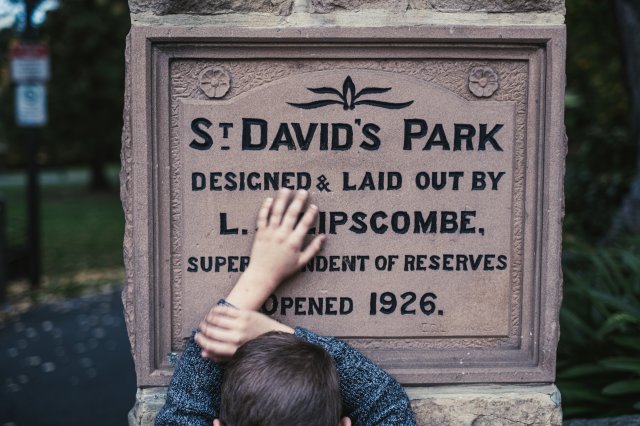 ST DAVID'S PARK
DESIGNED & LAID OUT BY
L. LIPSCOMBE,
OF RESERVES
OPENED 1926.